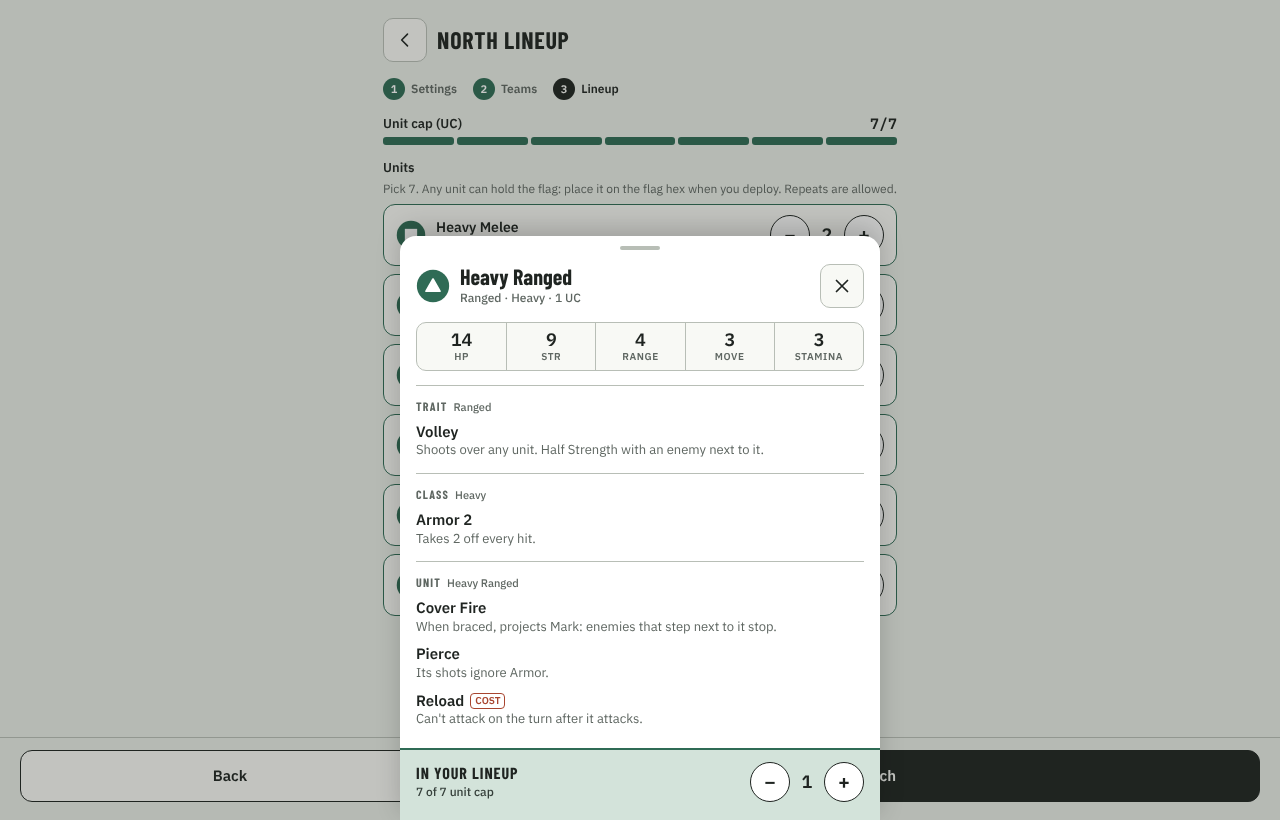 NORTH LINEUP
1 Settings 2 Teams 3 Lineup
Unit cap (UC) 7/7
Units
Pick 7. Any unit can hold the flag: place it on the flag hex when you deploy. Repeats are allowed.
Heavy Melee − 2 +
Heavy Ranged
Ranged · Heavy · 1 UC
14 9 4 3 3
HP STR RANGE MOVE STAMINA
TRAIT Ranged
Volley
Shoots over any unit. Half Strength with an enemy next to it.
CLASS Heavy
Armor 2
Takes 2 off every hit.
UNIT Heavy Ranged
Cover Fire
When braced, projects Mark: enemies that step next to it stop.
Pierce
Its shots ignore Armor.
Reload COST
Can't attack on the turn after it attacks.
Back
IN YOUR LINEUP − 1 +
7 of 7 unit cap